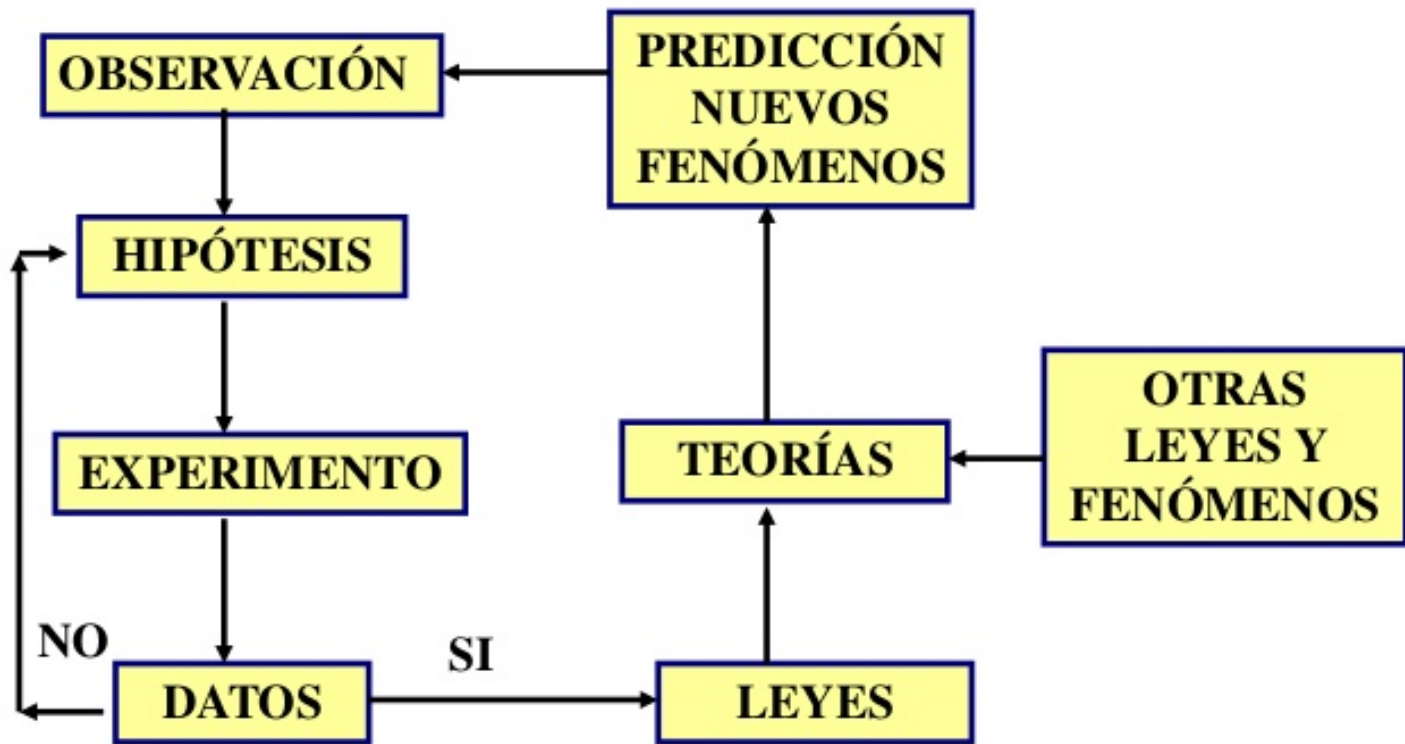 OBSERVACIÓN
PREDICCIÓN
NUEVOS
FENÓMENOS
HIPÓTESIS
EXPERIMENTO
TEORÍAS
OTRAS
LEYES Y
FENÓMENOS
NO
DATOS
SI
LEYES